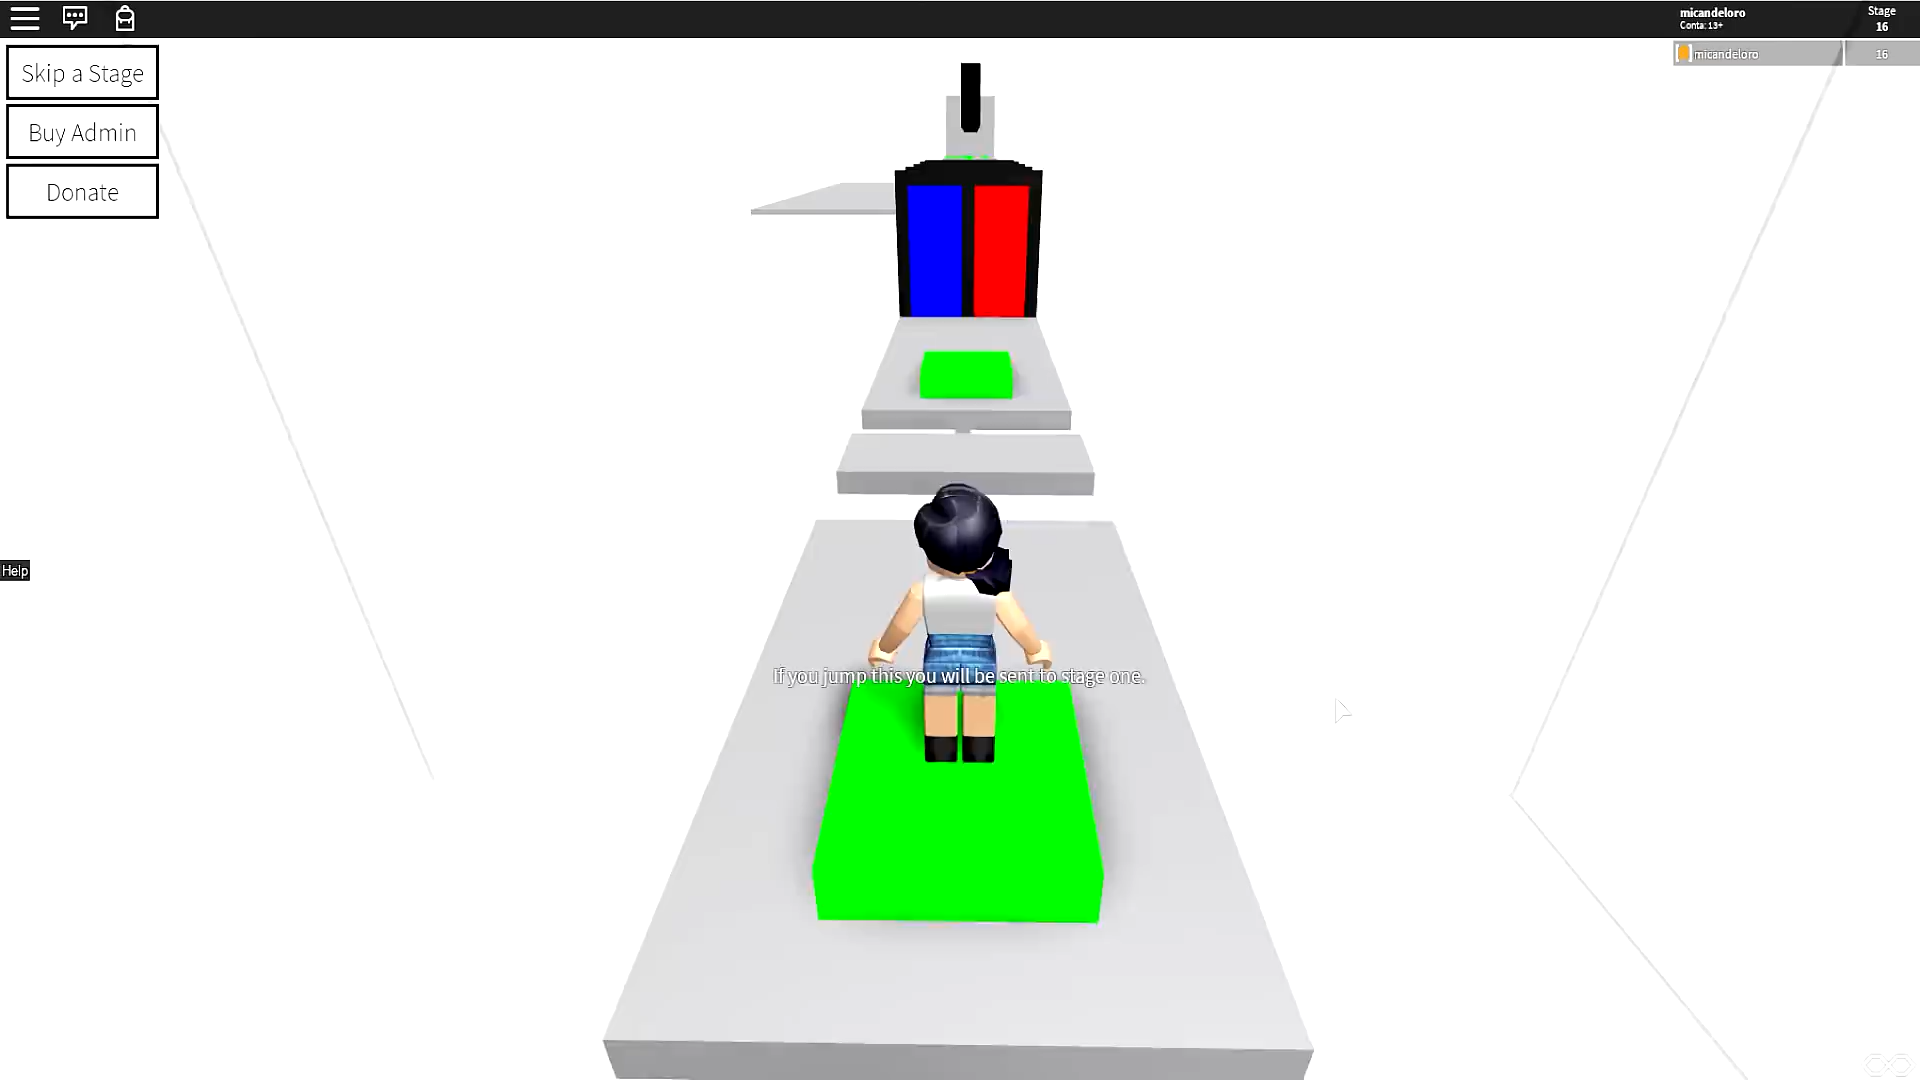 micandeloro
Conta: 13+
Stage
16
micandeloro
16
Skip a Stage
Buy Admin
Donate
Help
If you jump this you will be sent to stage one.